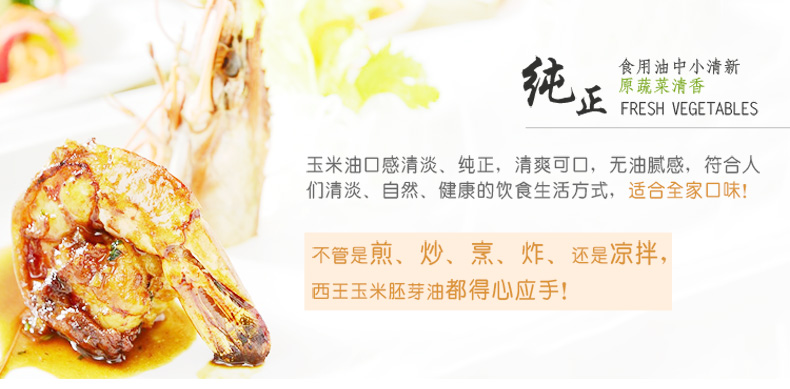 纯正
食用油中小清新
原蔬菜清香
FRESH VEGETABLES
玉米油口感清淡、纯正，清爽可口，无油腻感，符合人
们清淡、自然、健康的饮食生活方式，适合全家口味！
不管是煎、炒、烹、炸、还是凉拌，
西王玉米胚芽油都得心应手！